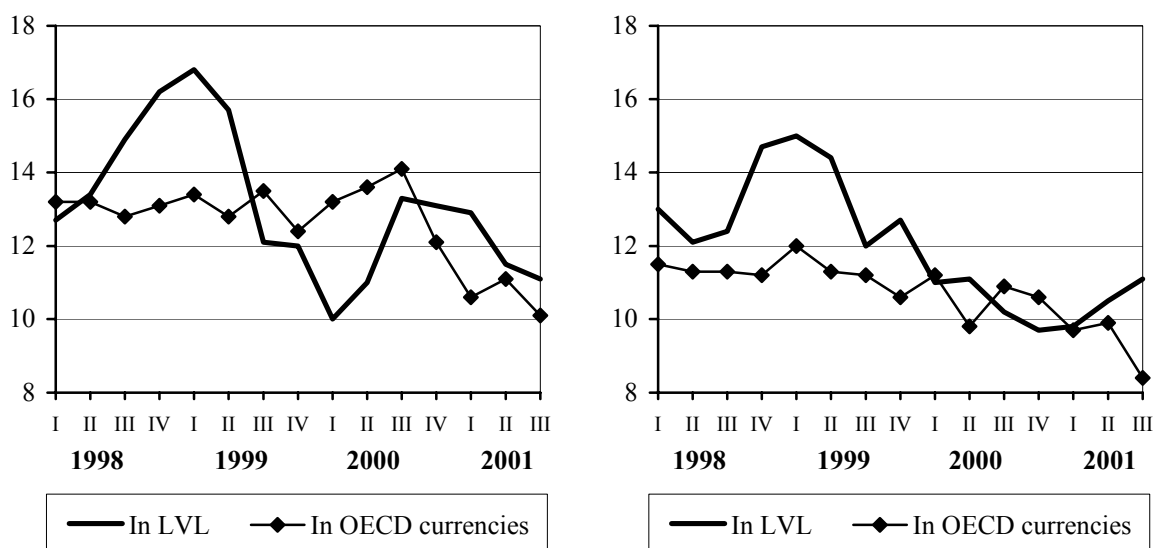 18
16
14
12
10
8
I II III IV I II III IV I II III IV I II III
1998 1999 2000 2001
In LVL In OECD currencies
18
16
14
12
10
8
I II III IV I II III IV I II III IV I II III
1998 1999 2000 2001
In LVL In OECD currencies